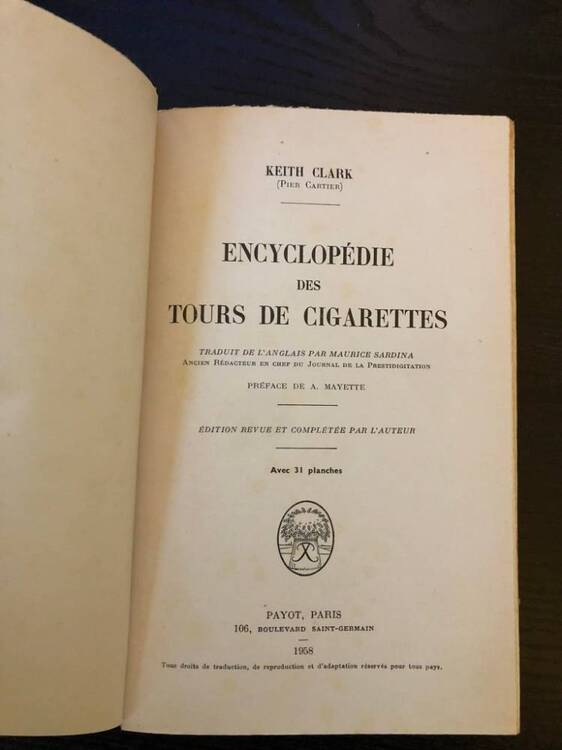 KEITH CLARK
(PIER CARTIER)
ENCYCLOPÉDIE
DES
TOURS DE CIGARETTES
TRADUIT DE L'ANGLAIS PAR MAURICE SARDINA
ANCIEN RÉDACTEUR EN CHEF DU JOURNAL DE LA PRESTIDIGITATION
PRÉFACE DE A. MAYETTE
ÉDITION REVUE ET COMPLÉTÉE PAR L'AUTEUR
Avec 31 planches
PAYOT, PARIS
106, BOULEVARD SAINT-GERMAIN
1958
Tous droits de traduction, de reproduction et d'adaptation réservés pour tous pays.